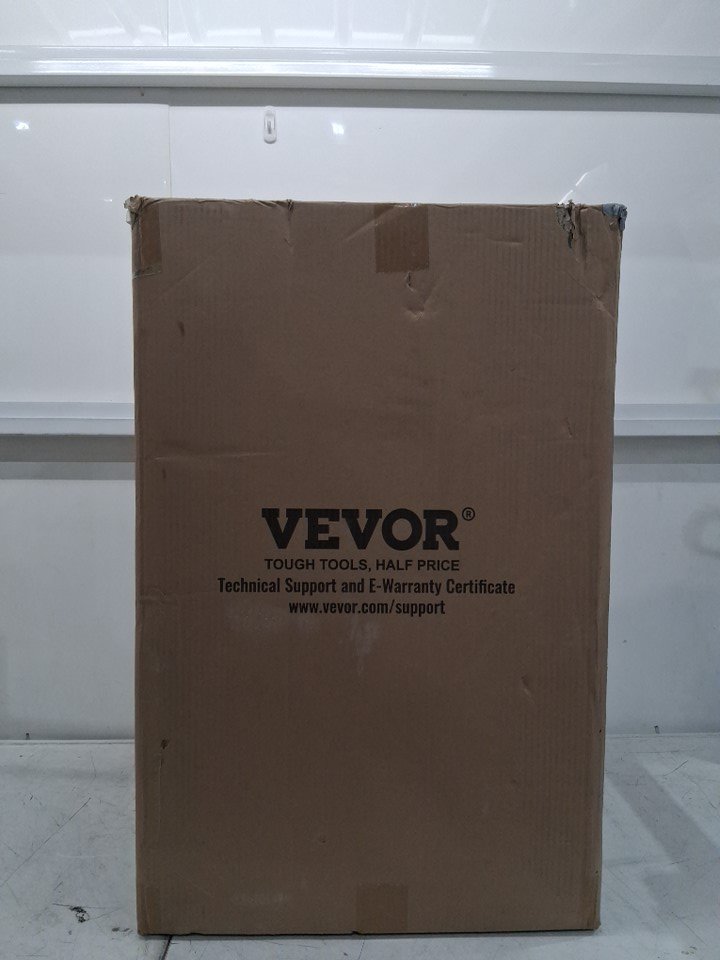 VEVOR®
TOUGH TOOLS, HALF PRICE
Technical Support and E-Warranty Certificate
www.vevor.com/support